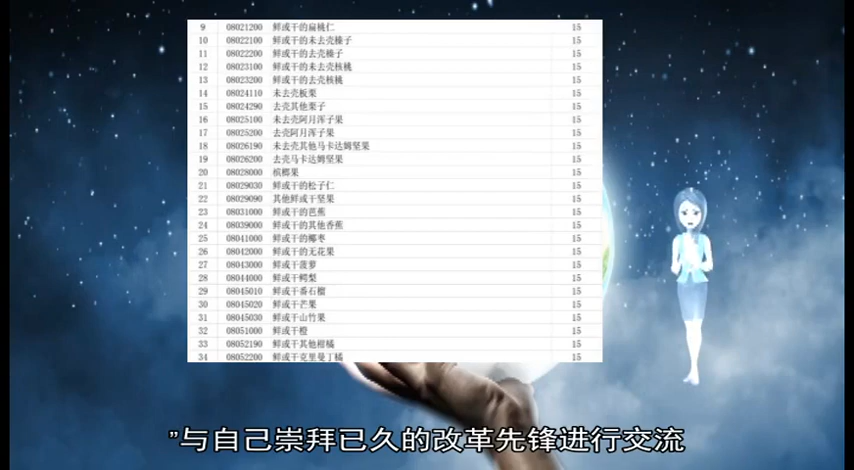 9 08021200 鲜或干的扁桃仁 15
10 08022100 鲜或干的未去壳榛子 15
11 08022200 鲜或干的去壳榛子 15
12 08023100 鲜或干的未去壳核桃 15
13 08023200 鲜或干的去壳核桃 15
14 08024110 未去壳板栗 15
15 08024290 去壳其他栗子 15
16 08025100 未去壳阿月浑子果 15
17 08025200 去壳阿月浑子果 15
18 08026190 未去壳其他马卡达姆坚果 15
19 08026200 去壳马卡达姆坚果 15
20 08028000 槟榔果 15
21 08029030 鲜或干的松子仁 15
22 08029090 其他鲜或干坚果 15
23 08031000 鲜或干的芭蕉 15
24 08039000 鲜或干的其他香蕉 15
25 08041000 鲜或干的椰枣 15
26 08042000 鲜或干的无花果 15
27 08043000 鲜或干菠萝 15
28 08044000 鲜或干鳄梨 15
29 08045010 鲜或干番石榴 15
30 08045020 鲜或干芒果 15
31 08045030 鲜或干山竹果 15
32 08051000 鲜或干橙 15
33 08052190 鲜或干其他柑橘 15
34 08052200 鲜或干克里曼丁橘 15
”与自己崇拜已久的改革先锋进行交流